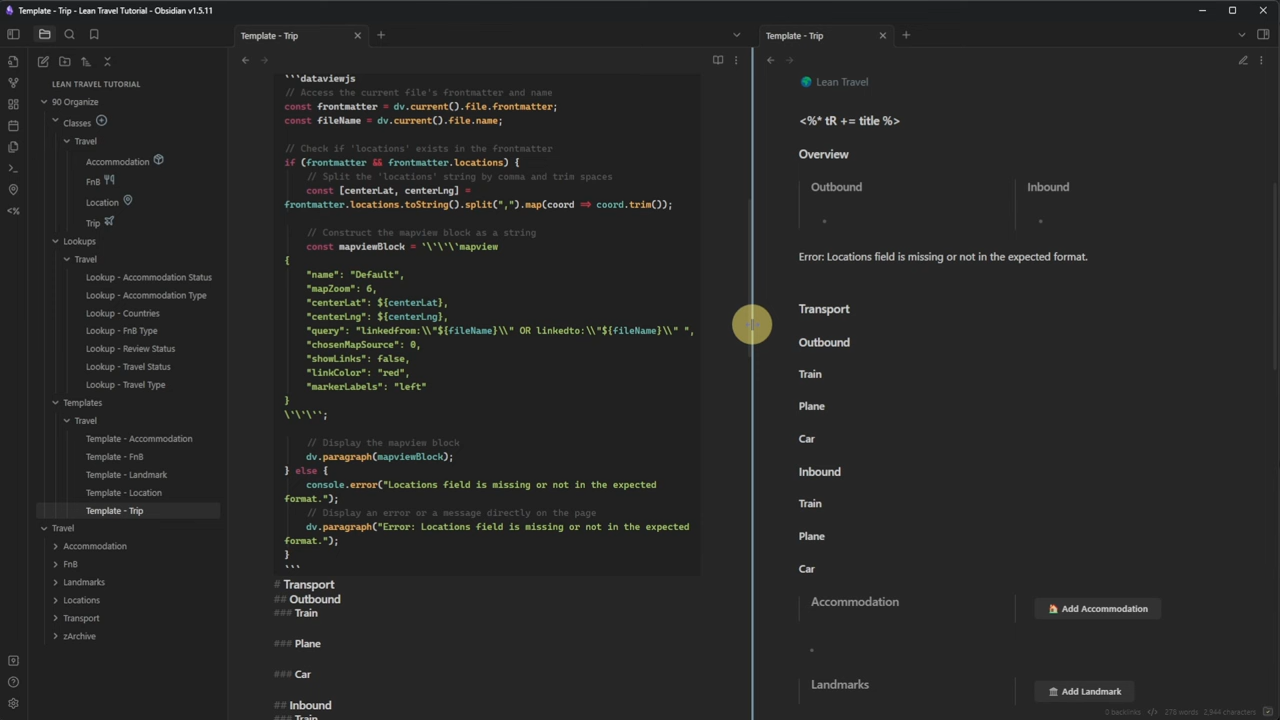 Template - Trip - Lean Travel Tutorial - Obsidian v1.5.11
Template - Trip
Template - Trip
LEAN TRAVEL TUTORIAL
90 Organize
Classes
Travel
Accommodation
FnB
Location
Trip
Lookups
Travel
Lookup - Accommodation Status
Lookup - Accommodation Type
Lookup - Countries
Lookup - FnB Type
Lookup - Review Status
Lookup - Travel Status
Lookup - Travel Type
Templates
Travel
Template - Accommodation
Template - FnB
Template - Landmark
Template - Location
Template - Trip
Travel
Accommodation
FnB
Landmarks
Locations
Transport
zArchive
```dataviewjs
// Access the current file's frontmatter and name
const frontmatter = dv.current().file.frontmatter;
const fileName = dv.current().file.name;
// Check if 'locations' exists in the frontmatter
if (frontmatter && frontmatter.locations) {
// Split the 'locations' string by comma and trim spaces
const [centerLat, centerLng] =
frontmatter.locations.toString().split(",").map(coord => coord.trim());
// Construct the mapview block as a string
const mapviewBlock = `\`\`\`mapview
{
"name": "Default",
"mapZoom": 6,
"centerLat": ${centerLat},
"centerLng": ${centerLng},
"query": "linkedfrom:\\"${fileName}\\" OR linkedto:\\"${fileName}\\" ",
"chosenMapSource": 0,
"showLinks": false,
"linkColor": "red",
"markerLabels": "left"
}
\`\`\``;
// Display the mapview block
dv.paragraph(mapviewBlock);
} else {
console.error("Locations field is missing or not in the expected
format.");
// Display an error or a message directly on the page
dv.paragraph("Error: Locations field is missing or not in the expected
format.");
}
```
# Transport
## Outbound
### Train
### Plane
### Car
## Inbound
### Train
Lean Travel
<%* tR += title %>
Overview
Outbound Inbound
Error: Locations field is missing or not in the expected format.
Transport
Outbound
Train
Plane
Car
Inbound
Train
Plane
Car
Accommodation
Add Accommodation
Landmarks
Add Landmark
0 backlinks 278 words 2,944 characters